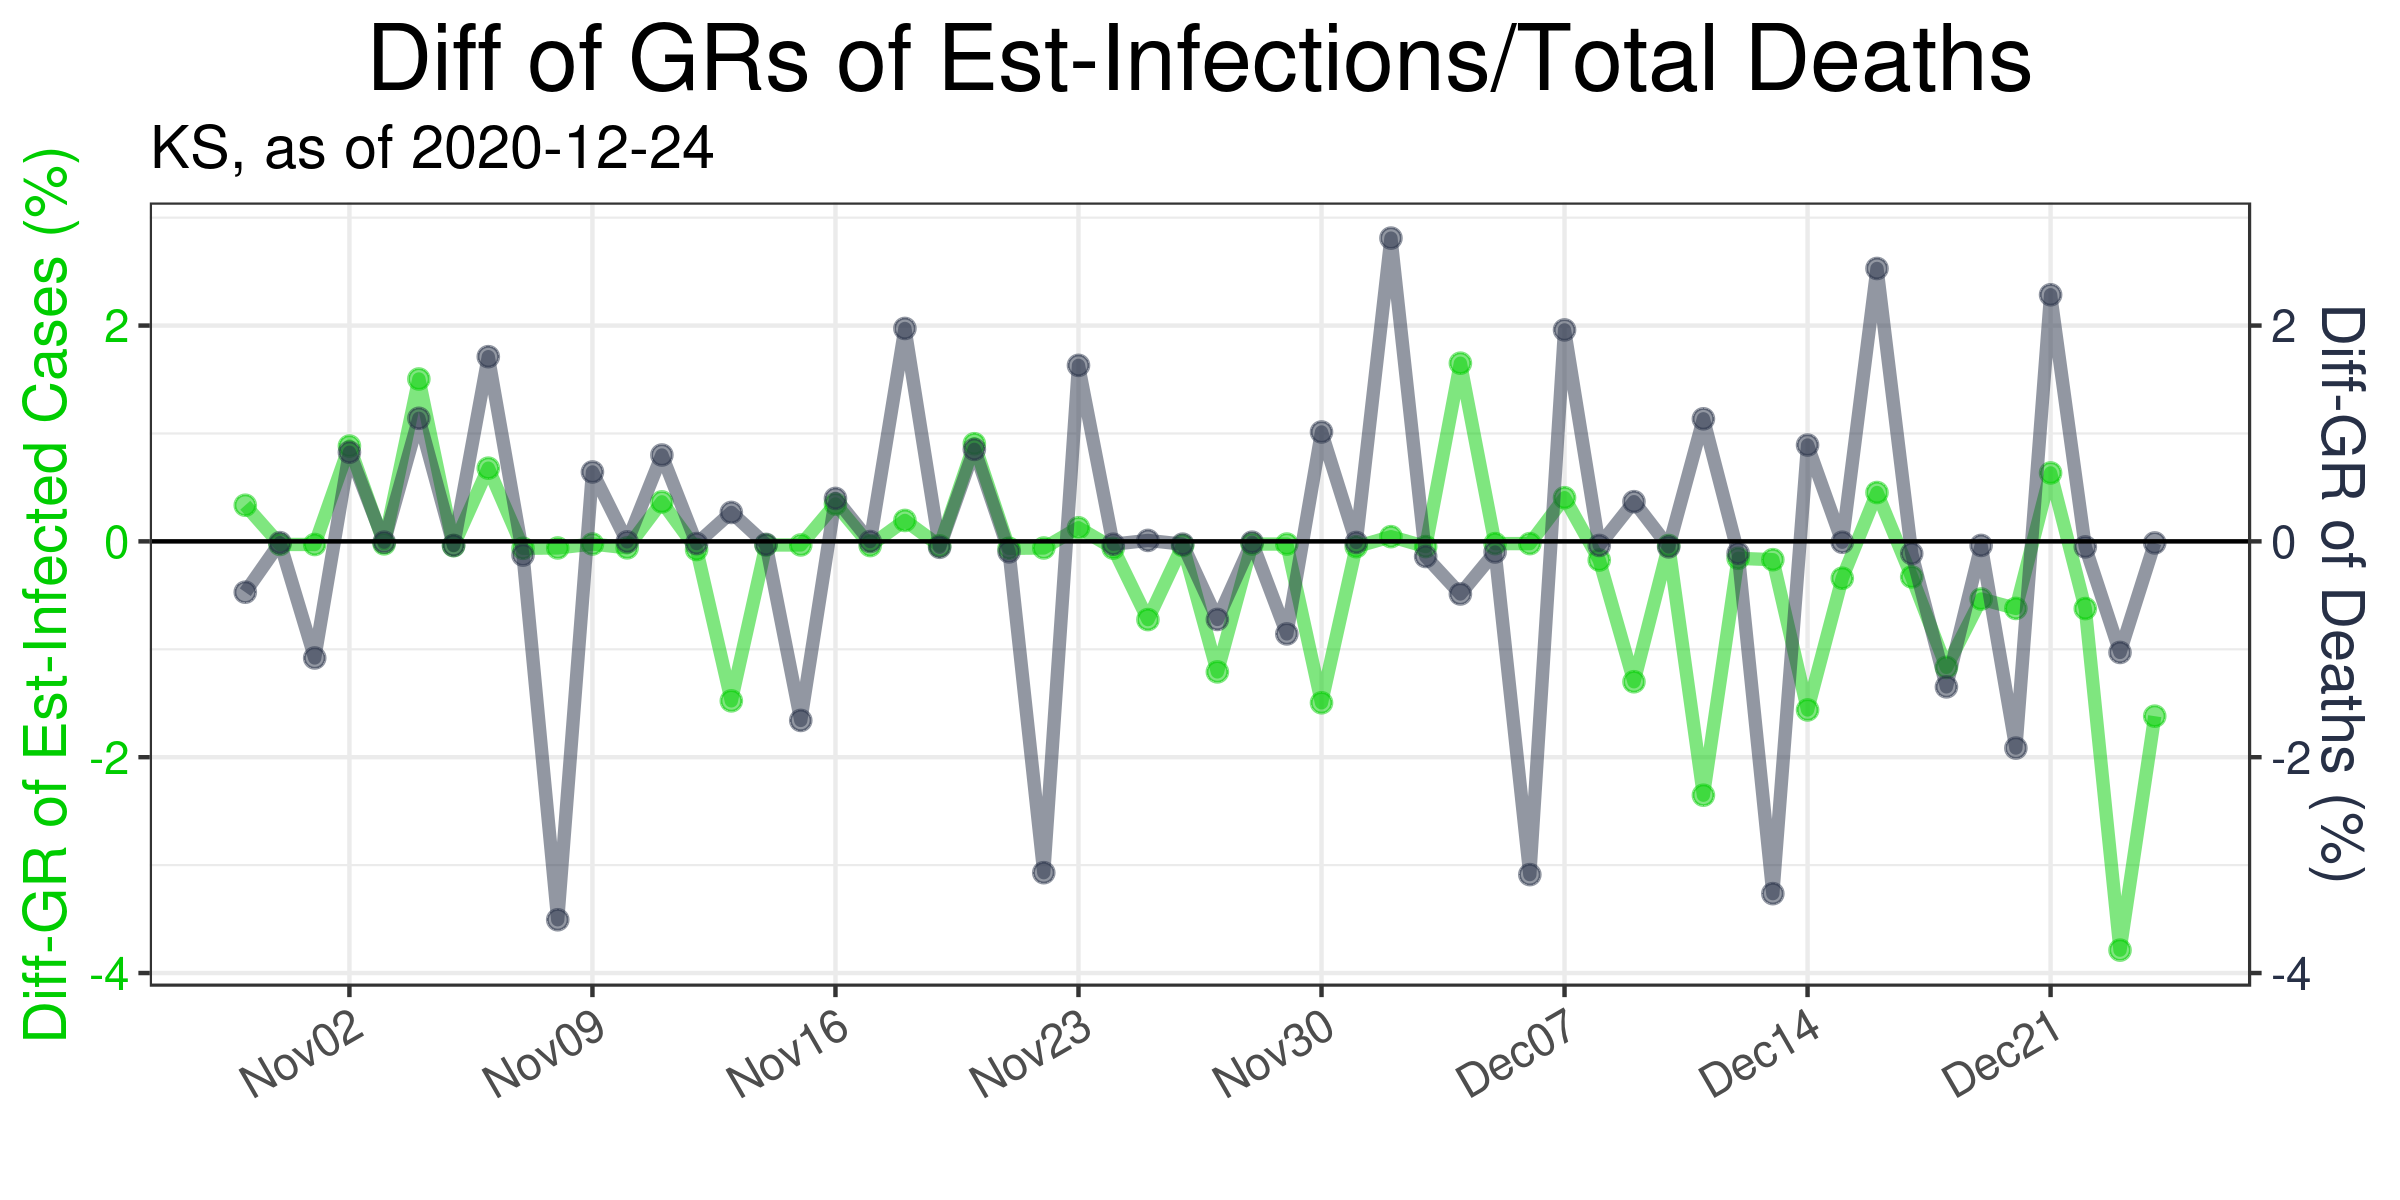 Diff of GRs of Est-Infections/Total Deaths
KS, as of 2020-12-24
Diff-GR of Est-Infected Cases (%)
2
0
-2
-4
2
0
-2
-4
Diff-GR of Deaths (%)
Nov02
Nov09
Nov16
Nov23
Nov30
Dec07
Dec14
Dec21